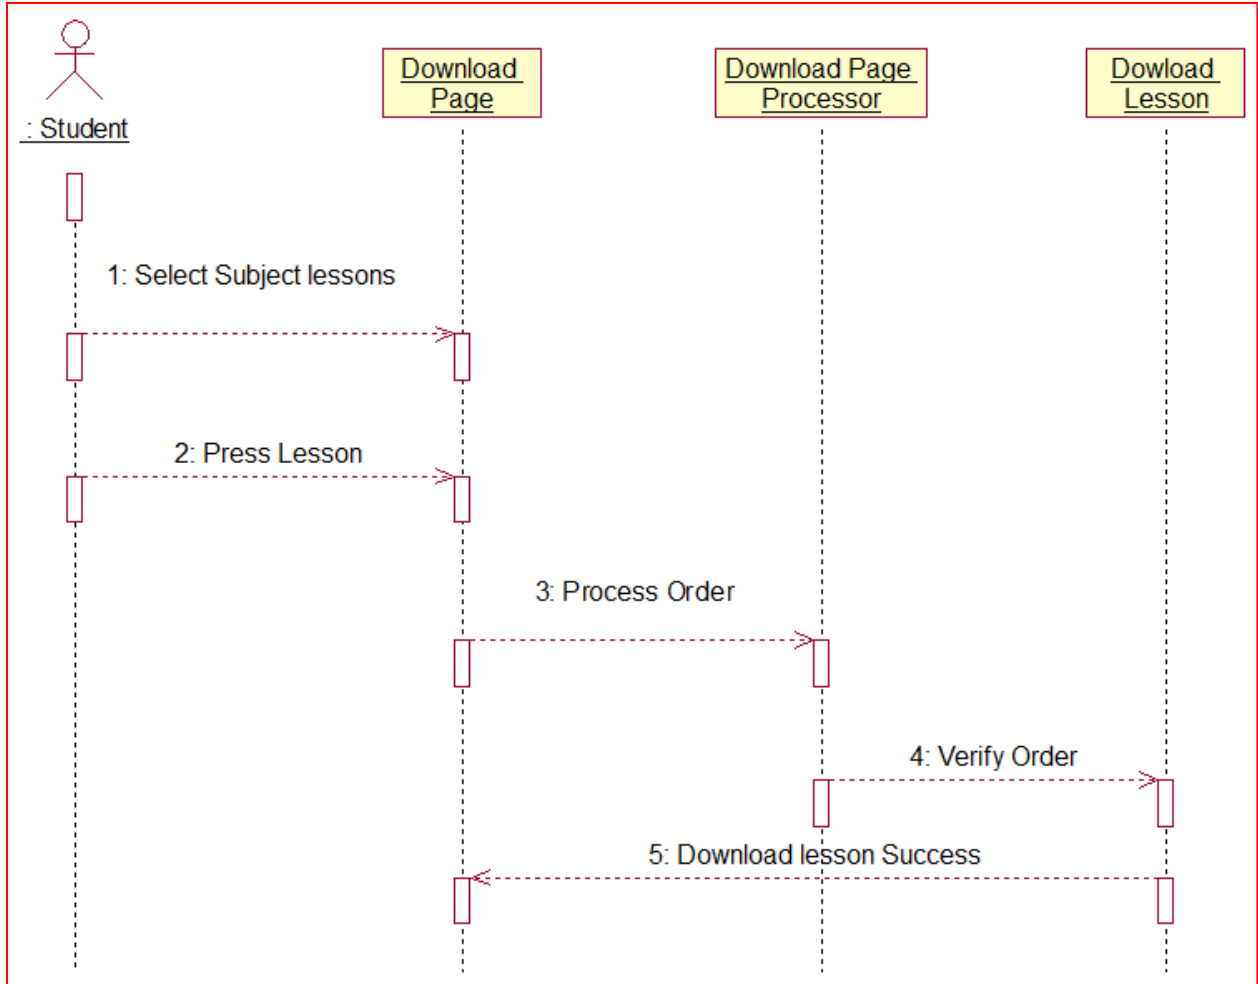 : Student
Download
Page
Download Page
Processor
Dowload
Lesson
1: Select Subject lessons
2: Press Lesson
3: Process Order
4: Verify Order
5: Download lesson Success